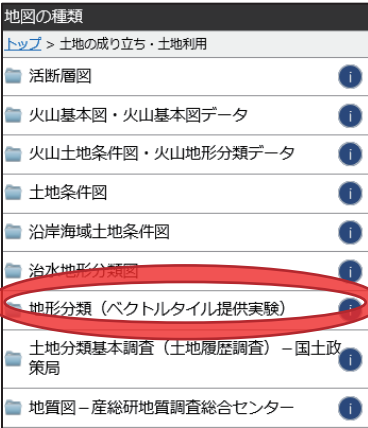 地図の種類
トップ > 土地の成り立ち・土地利用
活断層図
火山基本図・火山基本図データ
火山土地条件図・火山地形分類データ
土地条件図
沿岸海域土地条件図
治水地形分類図
地形分類（ベクトルタイル提供実験）
土地分類基本調査（土地履歴調査）－国土政
策局
地質図－産総研地質調査総合センター